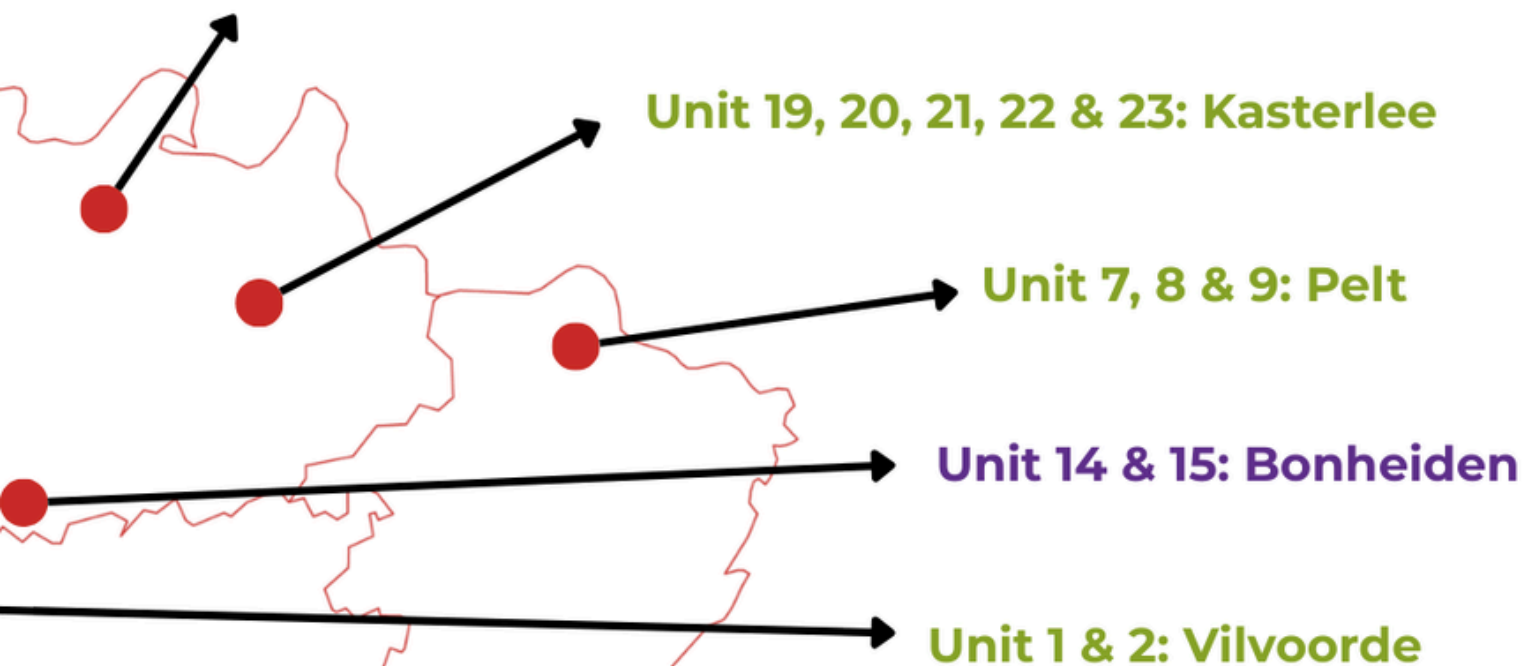 Unit 19, 20, 21, 22 & 23: Kasterlee
Unit 7, 8 & 9: Pelt
Unit 14 & 15: Bonheiden
Unit 1 & 2: Vilvoorde